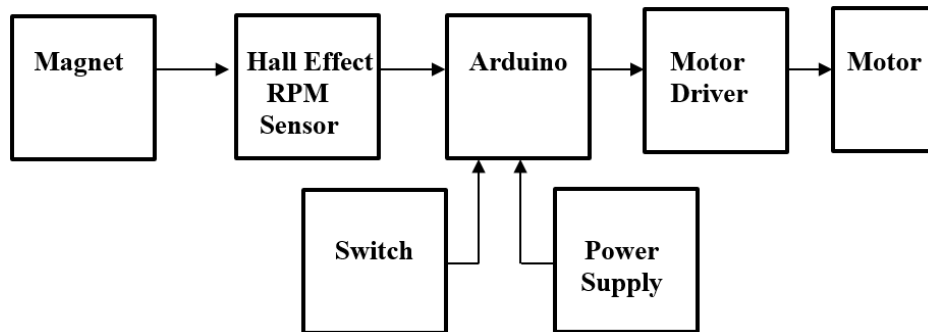 Magnet
Hall Effect
RPM
Sensor
Arduino
Motor
Driver
Motor
Switch
Power
Supply